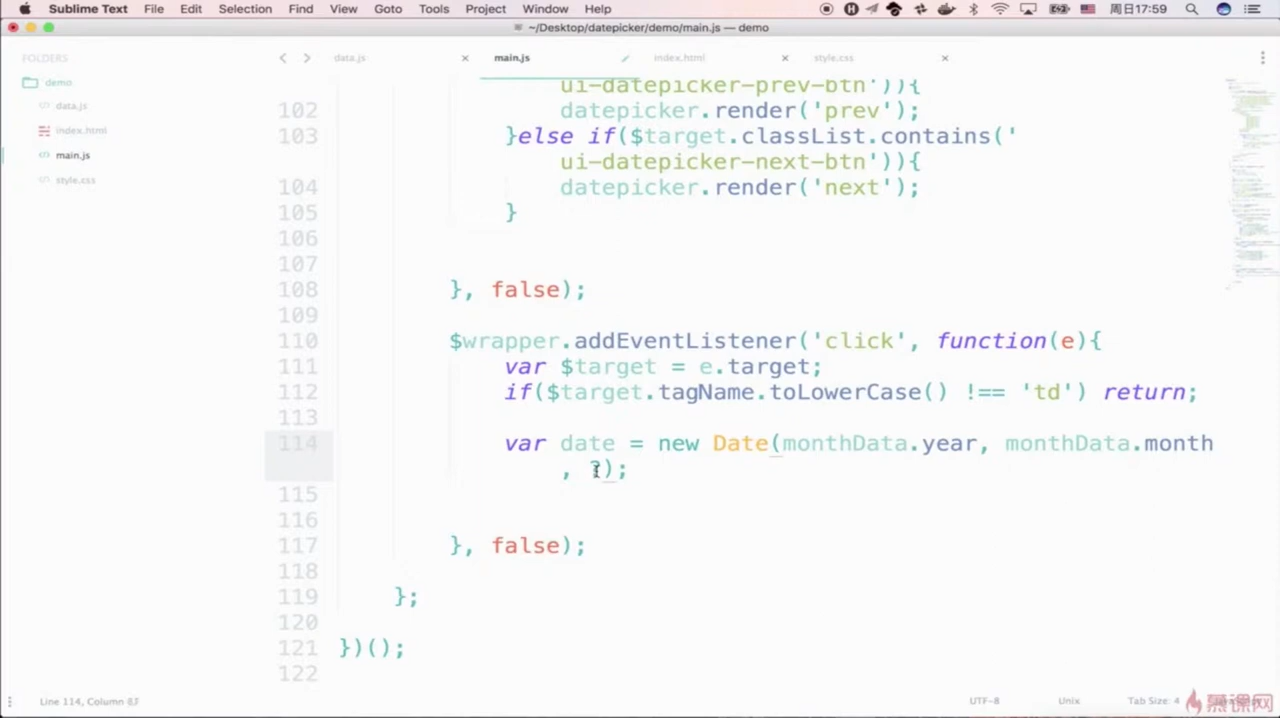 Sublime Text File Edit Selection Find View Goto Tools Project Window Help 周日17:59
~/Desktop/datepicker/demo/main.js — demo
FOLDERS
demo
data.js
index.html
main.js
style.css
data.js main.js index.html style.css
ui-datepicker-prev-btn')){
102 datepicker.render('prev');
103 }else if($target.classList.contains('
ui-datepicker-next-btn')){
104 datepicker.render('next');
105 }
106
107
108 }, false);
109
110 $wrapper.addEventListener('click', function(e){
111 var $target = e.target;
112 if($target.tagName.toLowerCase() !== 'td') return;
113
114 var date = new Date(monthData.year, monthData.month
, ?);
115
116
117 }, false);
118
119 };
120
121 })();
122
Line 114, Column 87
UTF-8 Unix Tab Size: 4
慕课网